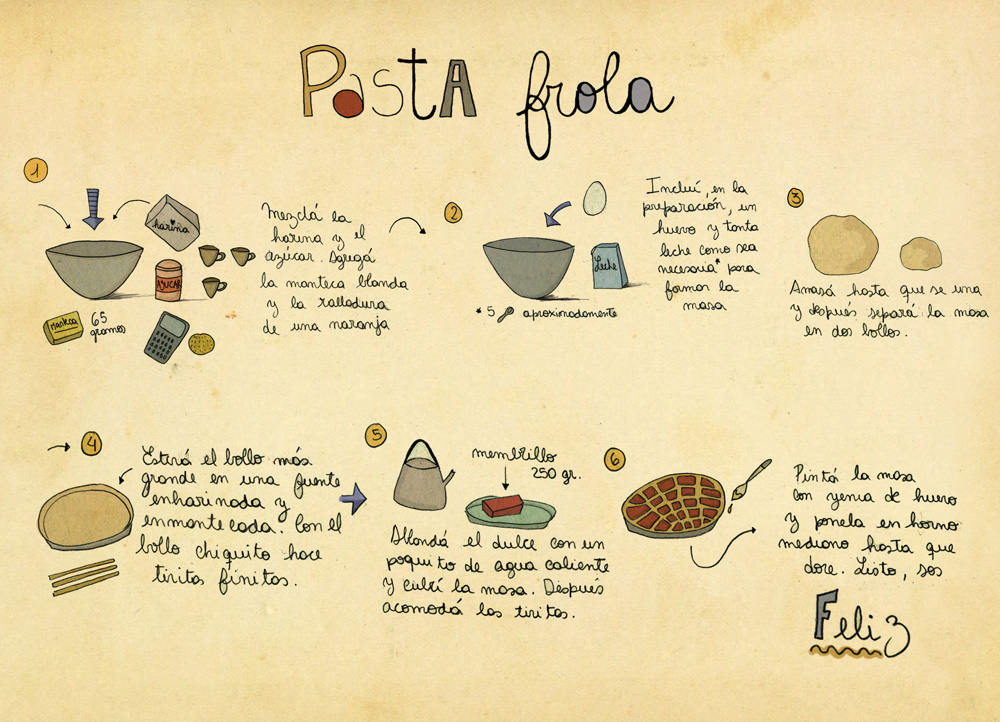 Pasta frola
1
harina
AZUCAR
Manteca
65
gramos
Mezclá la
harina y el
azúcar. Agregá
la manteca blanda
y la ralladura
de una naranja
2
Leche
* 5 aproximadamente
Incluí, en la
preparación, un
huevo y tanta
leche como sea
necesaria* para
formar la
masa
3
Amasá hasta que se una
y después separá la masa
en dos bollos.
4
Estirá el bollo más
grande en una fuente
enharinada y
enmantecada. Con el
bollo chiquito hace
tiritas finitas.
5
membrillo
250 gr.
Ablandá el dulce con un
poquito de agua caliente
y cubrí la masa. Después
acomodá las tiritas.
6
Pintá la masa
con yema de huevo
y ponela en horno
mediano hasta que
dore. Listo, sos
Feliz